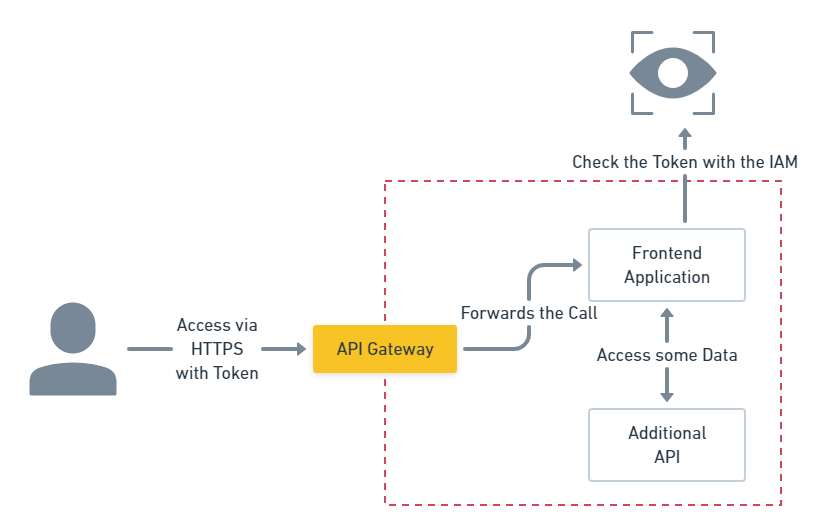 Check the Token with the IAM
Frontend
Application
Forwards the Call
Access via
HTTPS
with Token
API Gateway
Access some Data
Additional
API